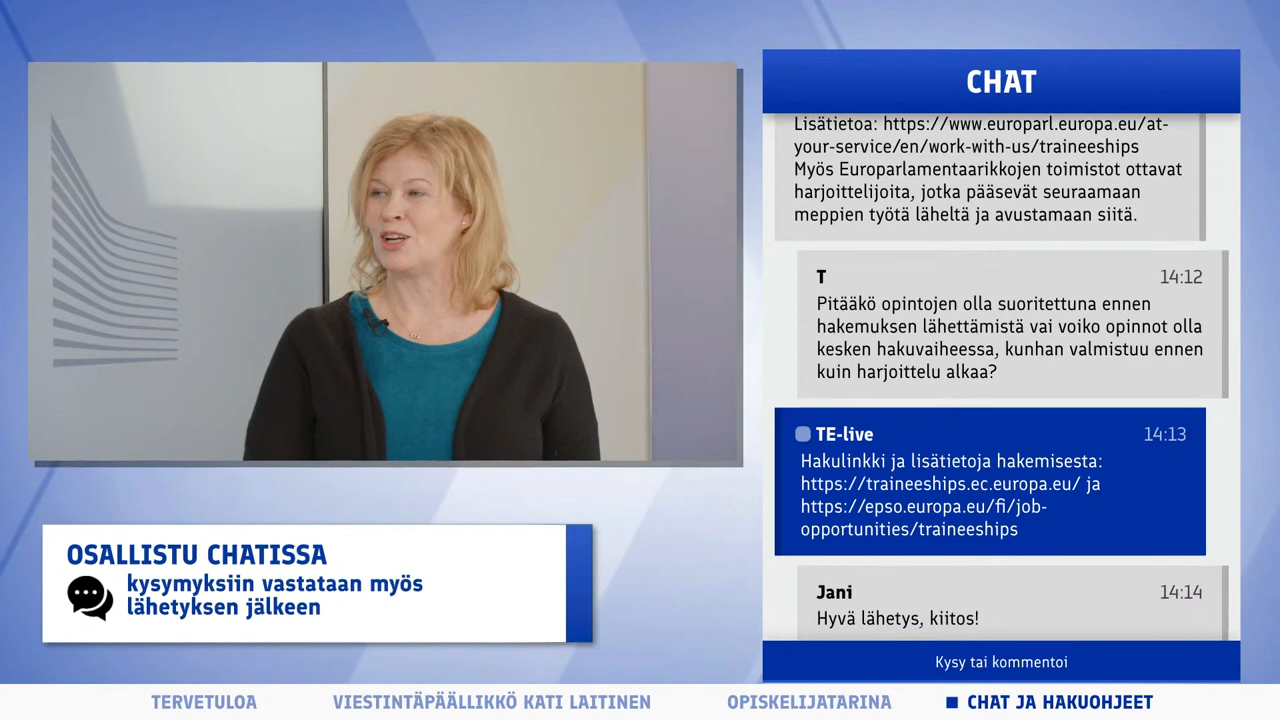 CHAT
Lisätietoa: https://www.europarl.europa.eu/at-
your-service/en/work-with-us/traineeships
Myös Europarlamentaarikkojen toimistot ottavat
harjoittelijoita, jotka pääsevät seuraamaan
meppien työtä läheltä ja avustamaan siitä.
T 14:12
Pitääkö opintojen olla suoritettuna ennen
hakemuksen lähettämistä vai voiko opinnot olla
kesken hakuvaiheessa, kunhan valmistuu ennen
kuin harjoittelu alkaa?
TE-live 14:13
Hakulinkki ja lisätietoja hakemisesta:
https://traineeships.ec.europa.eu/ ja
https://epso.europa.eu/fi/job-
opportunities/traineeships
Jani 14:14
Hyvä lähetys, kiitos!
Kysy tai kommentoi
OSALLISTU CHATISSA
kysymyksiin vastataan myös
lähetyksen jälkeen
TERVETULOA VIESTINTÄPÄÄLLIKKÖ KATI LAITINEN OPISKELIJATARINA CHAT JA HAKUOHJEET